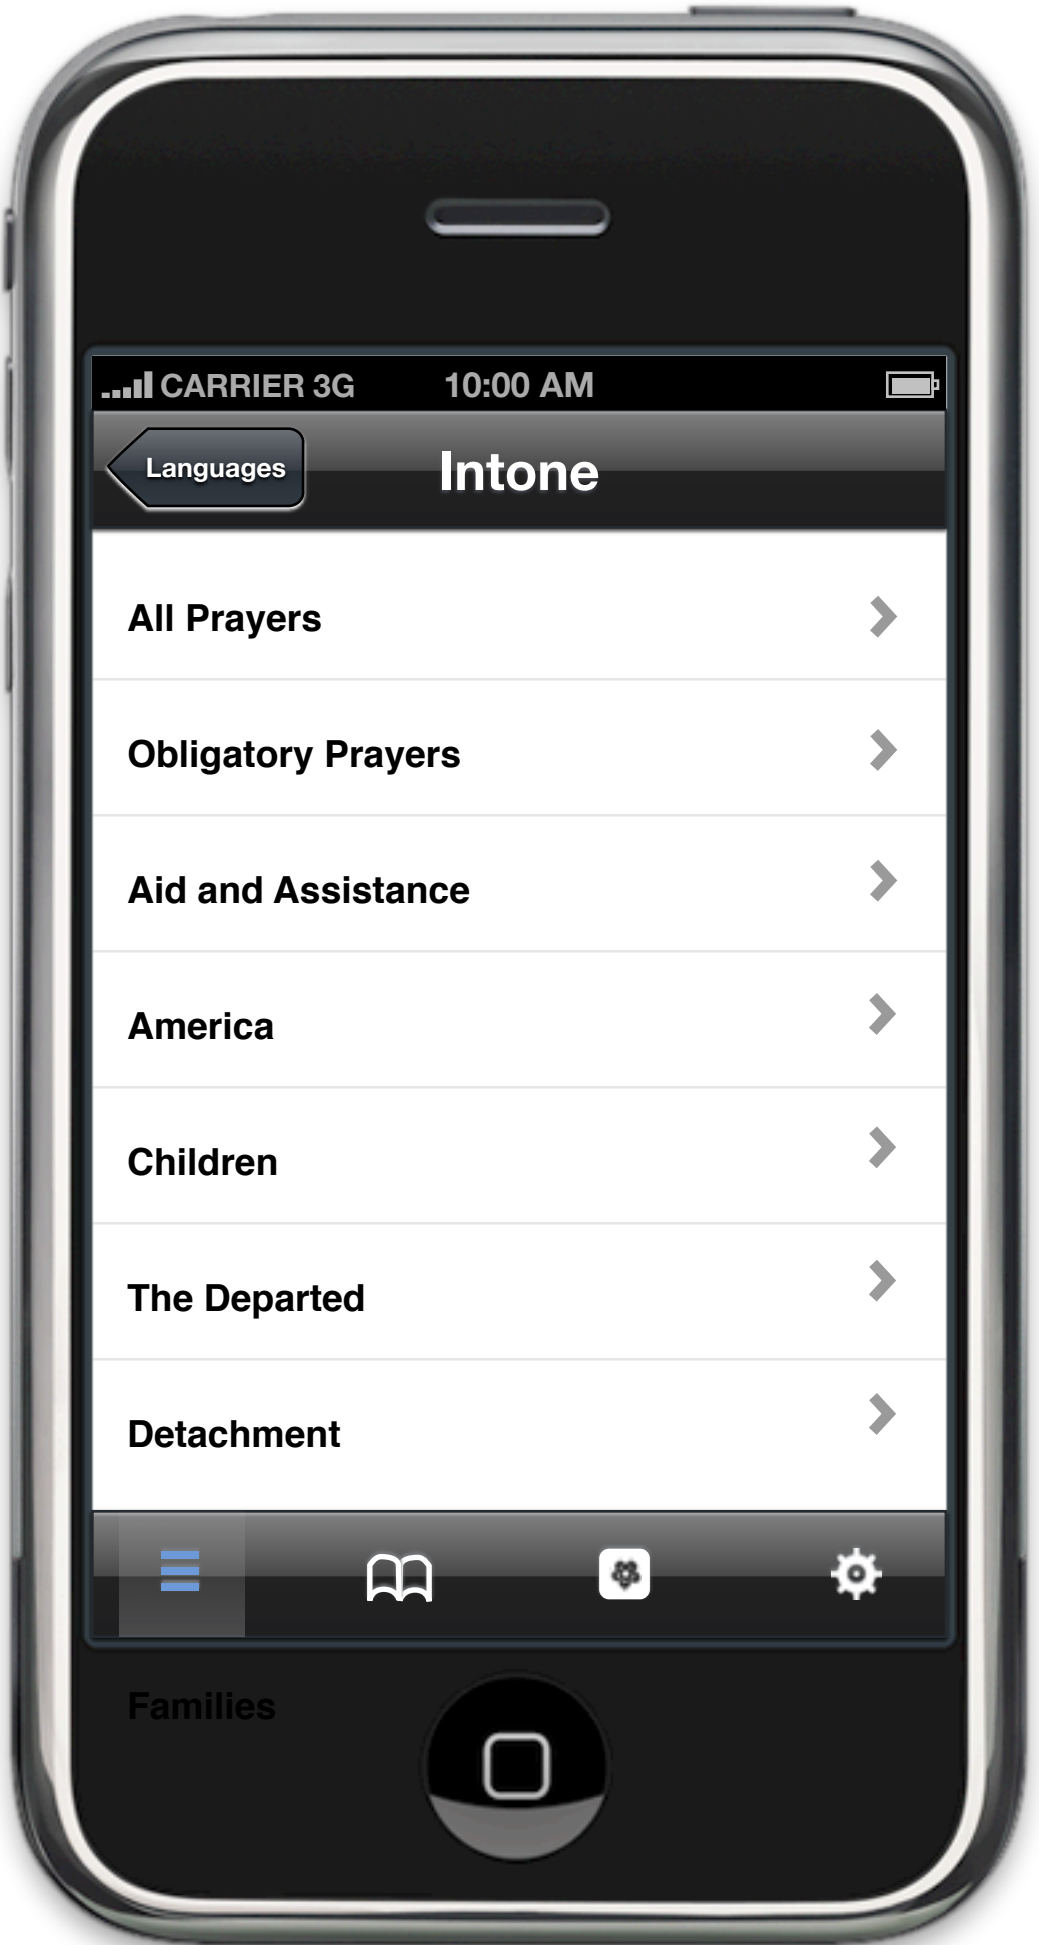 CARRIER 3G 10:00 AM
Languages Intone
All Prayers
Obligatory Prayers
Aid and Assistance
America
Children
The Departed
Detachment
Families